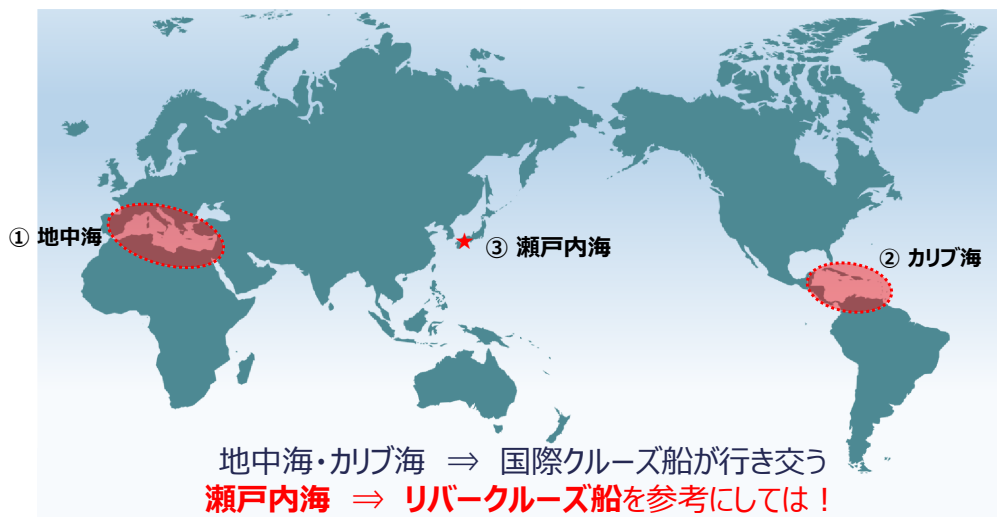 ① 地中海
③ 瀬戸内海
② カリブ海
地中海・カリブ海 ⇒ 国際クルーズ船が行き交う
瀬戸内海 ⇒ リバークルーズ船を参考にしては！